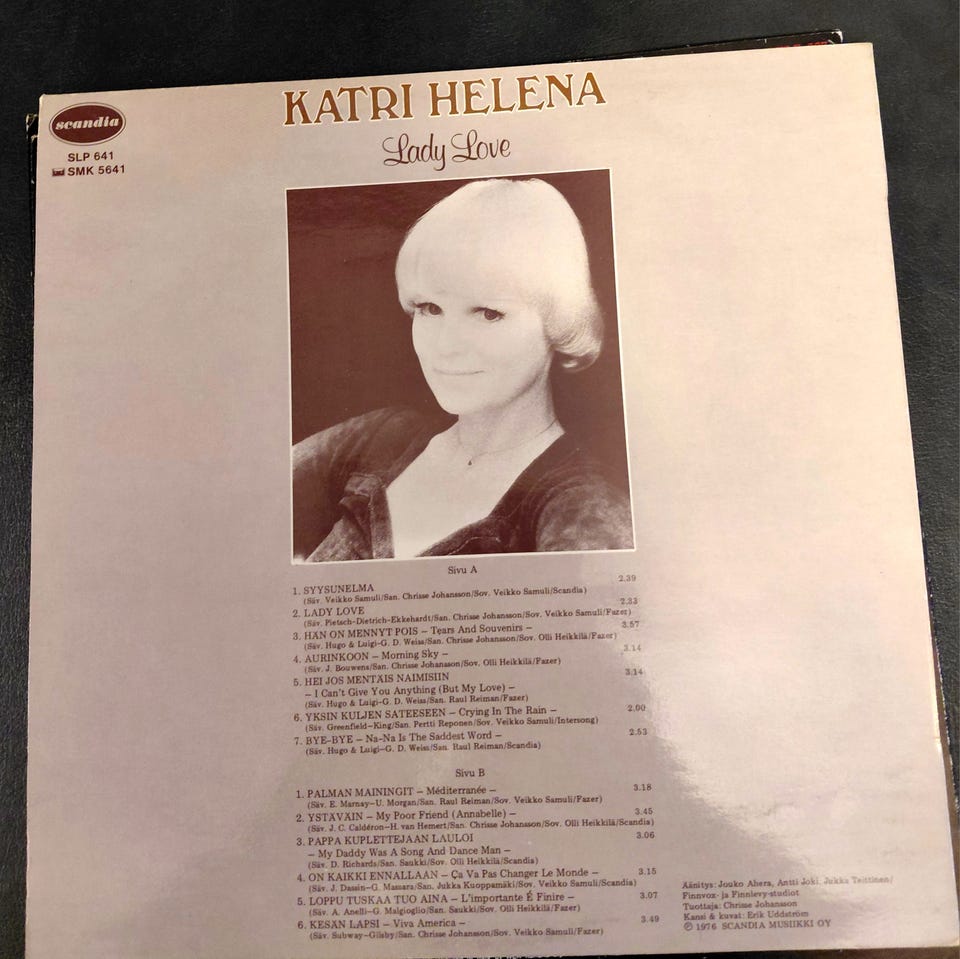 KATRI HELENA
Lady Love
scandia
SLP 641
SMK 5641
Sivu A
1. SYYSUNELMA 2.39
(Säv. Veikko Samuli/San. Chrisse Johansson/Sov. Veikko Samuli/Scandia)
2. LADY LOVE 2.33
(Säv. Pietsch-Dietrich-Ekkehardt/San. Chrisse Johansson/Sov. Veikko Samuli/Fazer)
3. HÄN ON MENNYT POIS – Tears And Souvenirs – 3.57
(Säv. Hugo & Luigi-G. D. Weiss/San. Chrisse Johansson/Sov. Olli Heikkilä/Fazer)
4. AURINKOON – Morning Sky – 3.14
(Säv. J. Bouwens/San. Chrisse Johansson/Sov. Olli Heikkilä/Fazer)
5. HEI JOS MENTÄIS NAIMISIIN 3.14
– I Can't Give You Anything (But My Love) –
(Säv. Hugo & Luigi-G. D. Weiss/San. Raul Reiman/Fazer)
6. YKSIN KULJEN SATEESEEN – Crying In The Rain – 2.00
(Säv. Greenfield-King/San. Pertti Reponen/Sov. Veikko Samuli/Intersong)
7. BYE-BYE – Na-Na Is The Saddest Word – 2.53
(Säv. Hugo & Luigi-G. D. Weiss/San. Raul Reiman/Scandia)
Sivu B
1. PALMAN MAININGIT – Méditerranée – 3.18
(Säv. E. Marnay-U. Morgan/San. Raul Reiman/Sov. Veikko Samuli/Fazer)
2. YSTÄVÄIN – My Poor Friend (Annabelle) – 3.45
(Säv. J. C. Caldéron-H. van Hemert/San. Chrisse Johansson/Sov. Olli Heikkilä/Scandia)
3. PAPPA KUPLETTEJAAN LAULOI 3.06
– My Daddy Was A Song And Dance Man –
(Säv. D. Richards/San. Saukki/Sov. Olli Heikkilä/Scandia)
4. ON KAIKKI ENNALLAAN – Ça Va Pas Changer Le Monde – 3.15
(Säv. J. Dassin-G. Massara/San. Jukka Kuoppamäki/Sov. Veikko Samuli/Scandia)
5. LOPPU TUSKAA TUO AINA – L'importante É Finire – 3.07
(Säv. A. Anelli-G. Malgioglio/San. Saukki/Sov. Olli Heikkilä/Fazer)
6. KESÄN LAPSI – Viva America – 3.49
(Säv. Subway-Gilsby/San. Chrisse Johansson/Sov. Veikko Samuli/Fazer)
Äänitys: Jouko Ahera, Antti Joki, Jukka Teittinen/
Finnvox- ja Finnlevy-studiot
Tuottaja: Chrisse Johansson
Kansi & kuvat: Erik Uddström
℗ 1976 SCANDIA MUSIIKKI OY